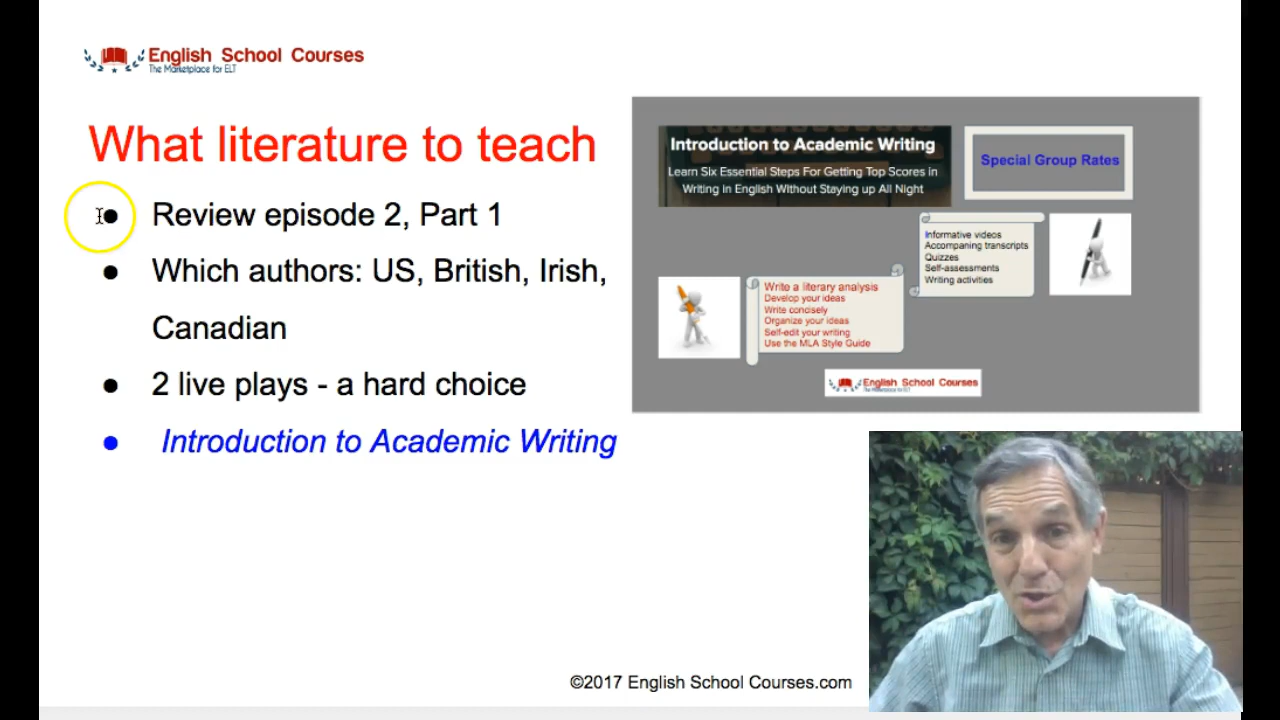 English School Courses
The Marketplace for ELT
What literature to teach
Review episode 2, Part 1
Which authors: US, British, Irish,
Canadian
2 live plays - a hard choice
Introduction to Academic Writing
Introduction to Academic Writing
Learn Six Essential Steps For Getting Top Scores in
Writing in English Without Staying up All Night
Special Group Rates
Informative videos
Accompaning transcripts
Quizzes
Self-assessments
Writing activities
Write a literary analysis
Develop your ideas
Write concisely
Organize your ideas
Self-edit your writing
Use the MLA Style Guide
English School Courses
The Marketplace for ELT
©2017 English School Courses.com